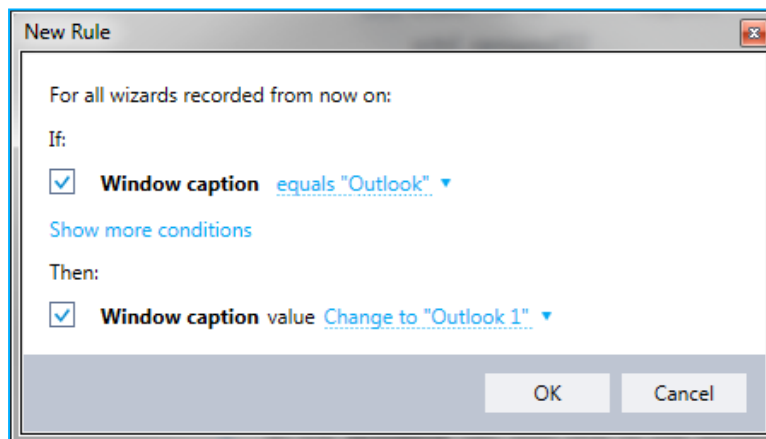 New Rule
For all wizards recorded from now on:
If:
Window caption equals "Outlook"
Show more conditions
Then:
Window caption value Change to "Outlook 1"
OK Cancel